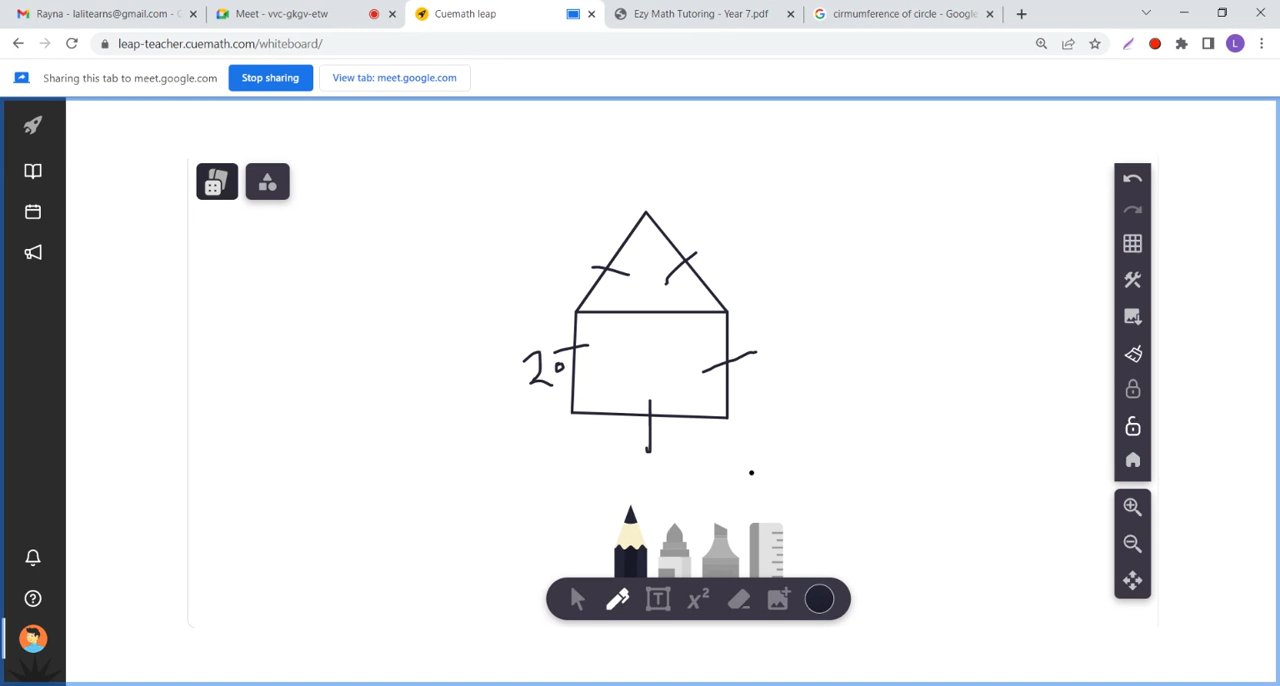 Rayna - lalitearns@gmail.com - G
Meet - vvc-gkgv-etw
Cuemath leap
Ezy Math Tutoring - Year 7.pdf
cirmumference of circle - Google
leap-teacher.cuemath.com/whiteboard/
L
Sharing this tab to meet.google.com
Stop sharing
View tab: meet.google.com
20
T
x²